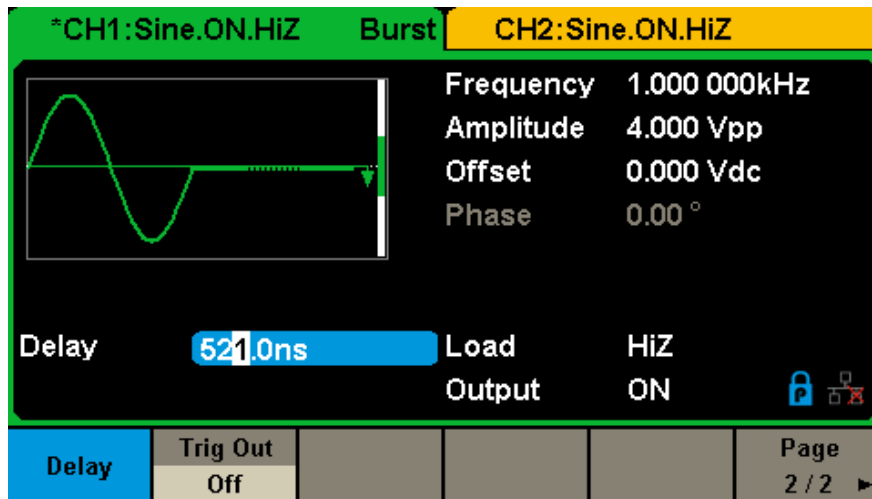 *CH1:Sine.ON.HiZ Burst
CH2:Sine.ON.HiZ
Frequency 1.000 000kHz
Amplitude 4.000 Vpp
Offset 0.000 Vdc
Phase 0.00 °
Delay 521.0ns
Load HiZ
Output ON
P
Delay
Trig Out
Off
Page
2 / 2 ►